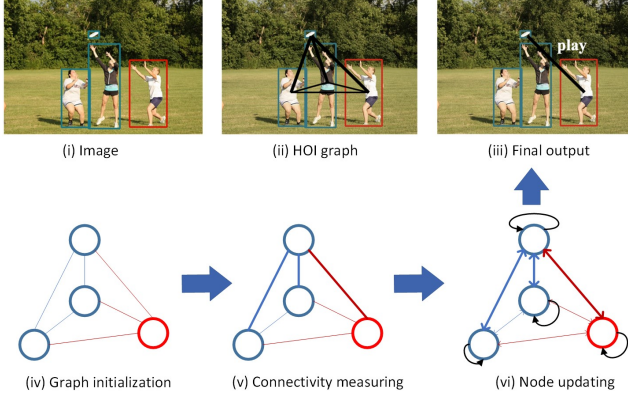 play
(i) Image
(ii) HOI graph
(iii) Final output
(iv) Graph initialization
(v) Connectivity measuring
(vi) Node updating